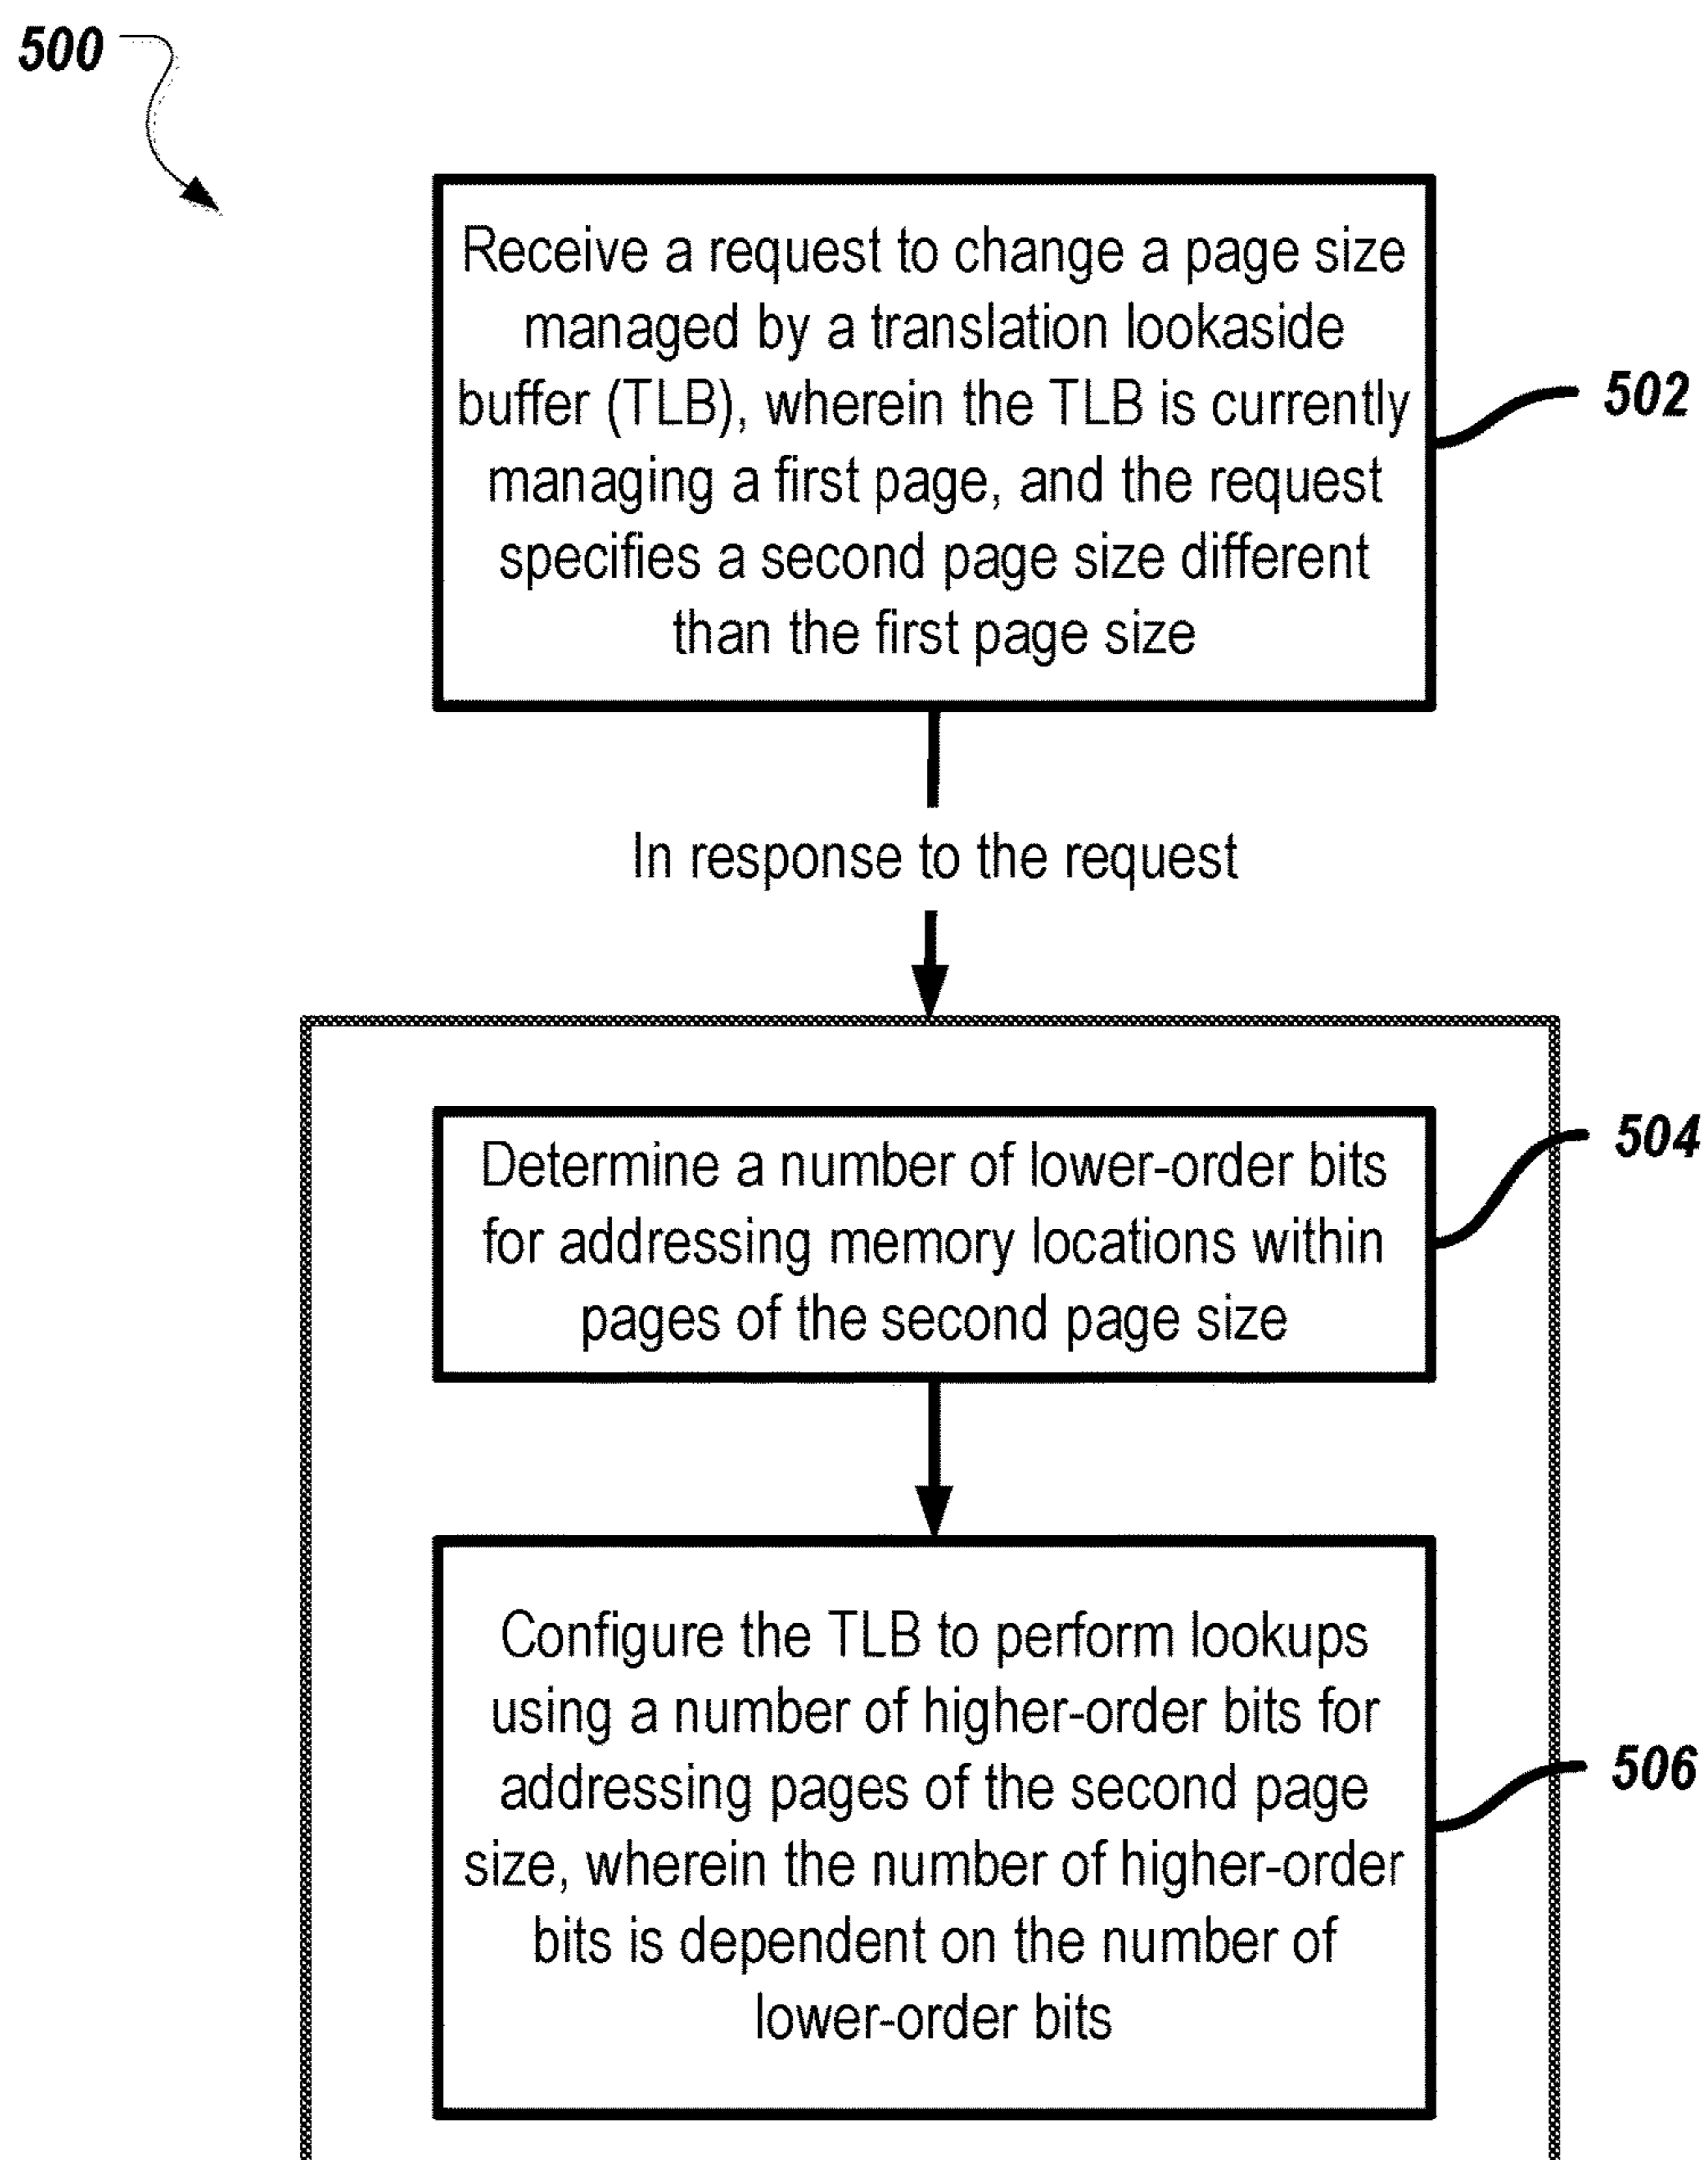 500
Receive a request to change a page size
managed by a translation lookaside
buffer (TLB), wherein the TLB is currently
managing a first page, and the request
specifies a second page size different
than the first page size
502
In response to the request
504
Determine a number of lower-order bits
for addressing memory locations within
pages of the second page size
Configure the TLB to perform lookups
using a number of higher-order bits for
addressing pages of the second page
size, wherein the number of higher-order
bits is dependent on the number of
lower-order bits
506